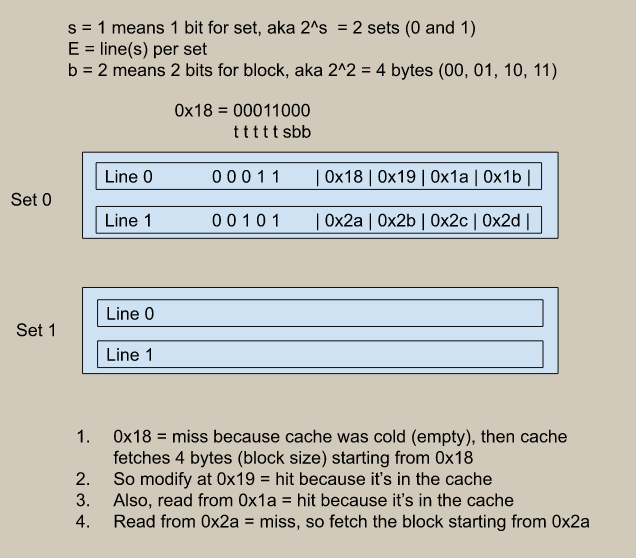 s = 1 means 1 bit for set, aka 2^s = 2 sets (0 and 1)
E = line(s) per set
b = 2 means 2 bits for block, aka 2^2 = 4 bytes (00, 01, 10, 11)
0x18 = 00011000
t t t t t sbb
Set 0
Line 0 0 0 0 1 1 | 0x18 | 0x19 | 0x1a | 0x1b |
Line 1 0 0 1 0 1 | 0x2a | 0x2b | 0x2c | 0x2d |
Set 1
Line 0
Line 1
1. 0x18 = miss because cache was cold (empty), then cache
fetches 4 bytes (block size) starting from 0x18
2. So modify at 0x19 = hit because it's in the cache
3. Also, read from 0x1a = hit because it's in the cache
4. Read from 0x2a = miss, so fetch the block starting from 0x2a